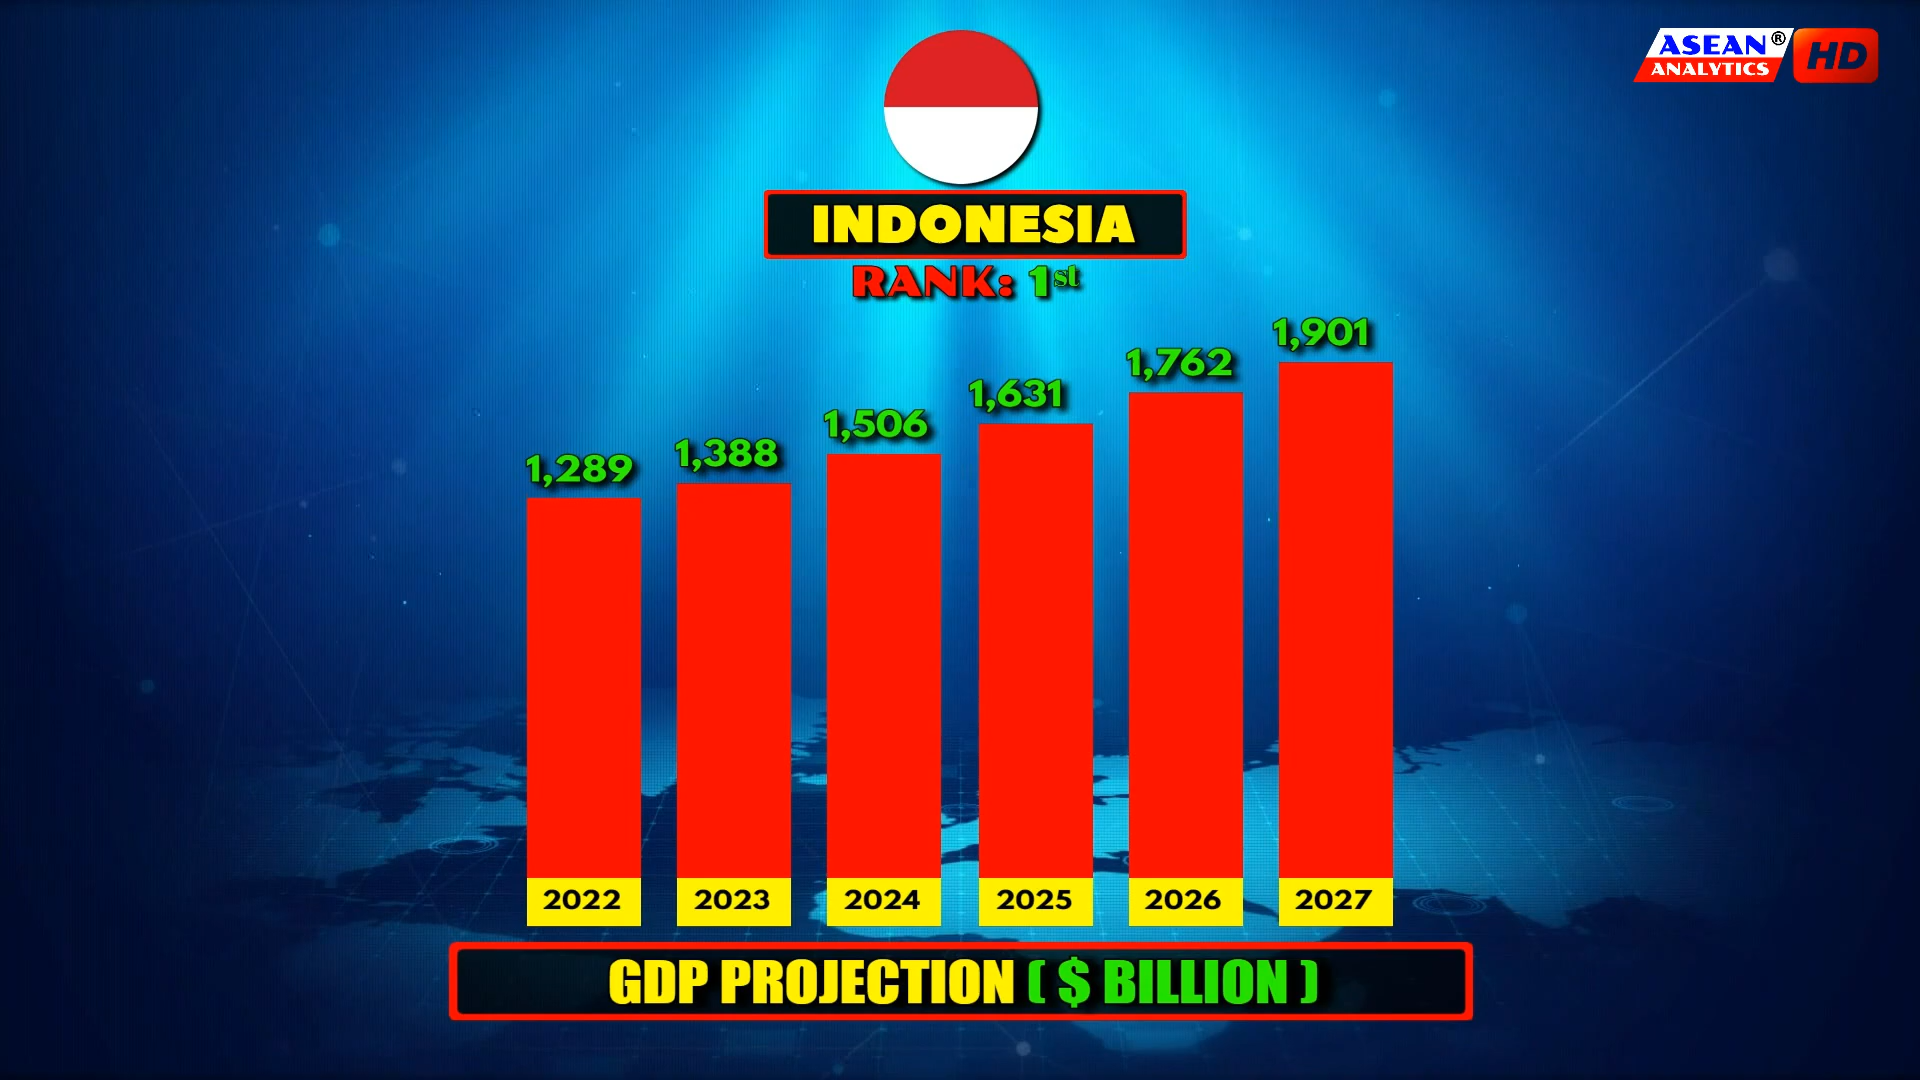 ASEAN®
ANALYTICS
HD
INDONESIA
RANK: 1st
1,289
1,388
1,506
1,631
1,762
1,901
2022
2023
2024
2025
2026
2027
GDP PROJECTION ( $ BILLION )